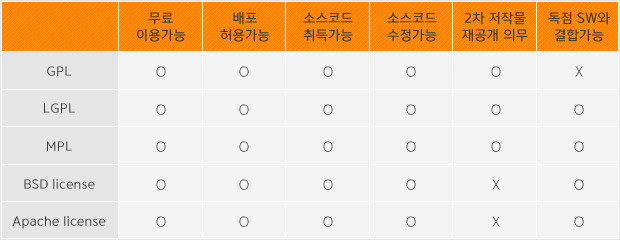 무료 이용가능 배포 허용가능 소스코드 취득가능 소스코드 수정가능 2차 저작물 재공개 의무 독점 SW와 결합가능
GPL O O O O O X
LGPL O O O O O O
MPL O O O O O O
BSD license O O O O X O
Apache license O O O O X O